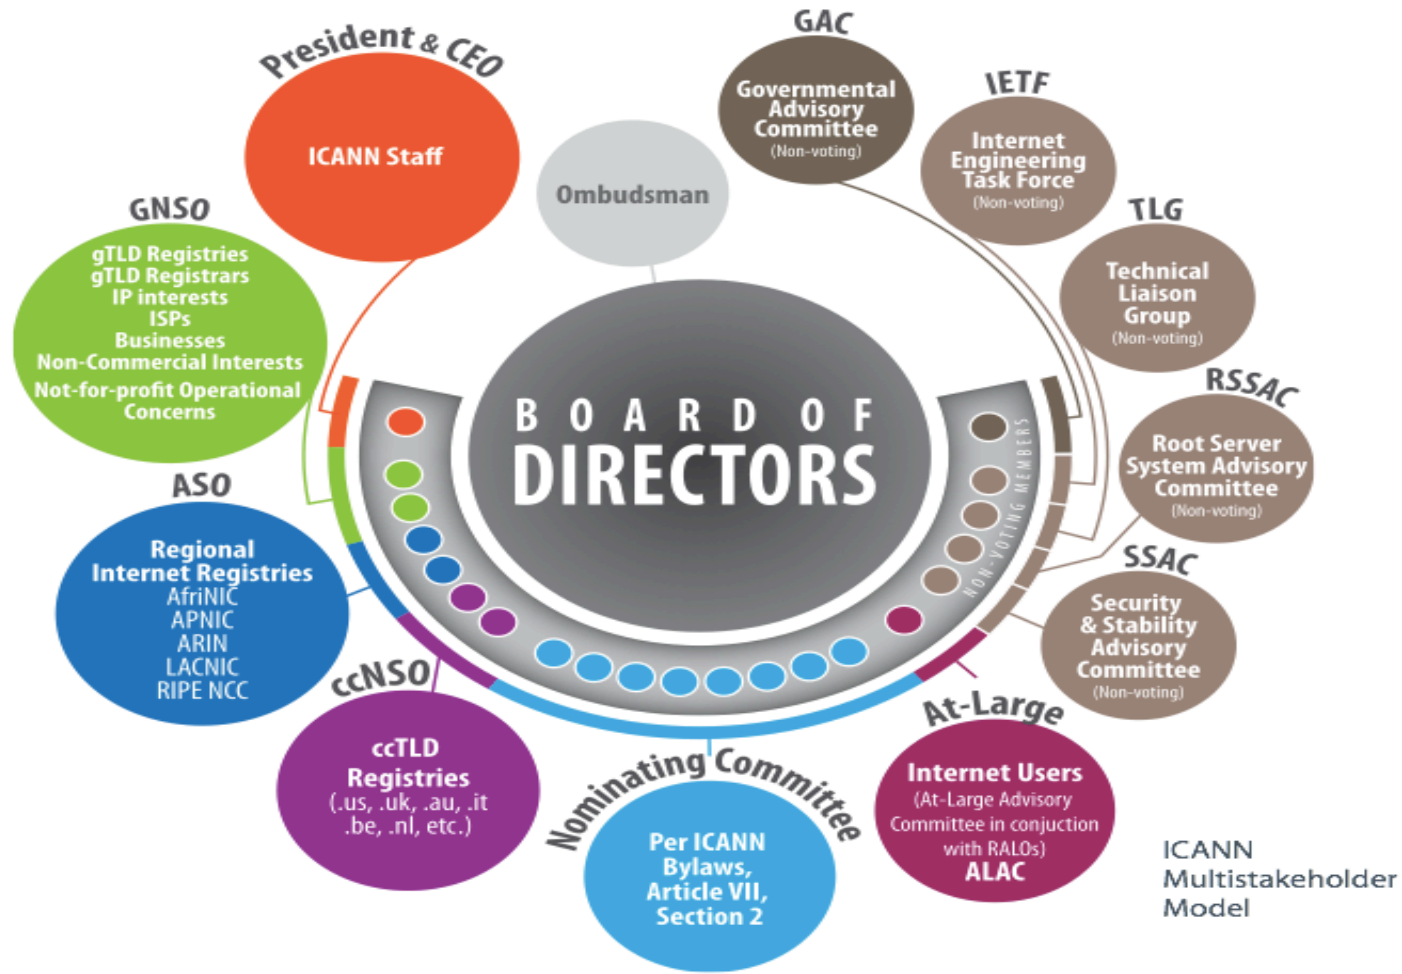 President & CEO
ICANN Staff
Ombudsman
GAC
Governmental
Advisory
Committee
(Non-voting)
IETF
Internet
Engineering
Task Force
(Non-voting)
TLG
Technical
Liaison
Group
(Non-voting)
RSSAC
Root Server
System Advisory
Committee
(Non-voting)
SSAC
Security
& Stability
Advisory
Committee
(Non-voting)
GNSO
gTLD Registries
gTLD Registrars
IP interests
ISPs
Businesses
Non-Commercial Interests
Not-for-profit Operational
Concerns
ASO
Regional
Internet Registries
AfriNIC
APNIC
ARIN
LACNIC
RIPE NCC
BOARD OF
DIRECTORS
NON-VOTING MEMBERS
ccNSO
ccTLD
Registries
(.us, .uk, .au, .it
.be, .nl, etc.)
Nominating Committee
Per ICANN
Bylaws,
Article VII,
Section 2
At-Large
Internet Users
(At-Large Advisory
Committee in conjuction
with RALOs)
ALAC
ICANN
Multistakeholder
Model